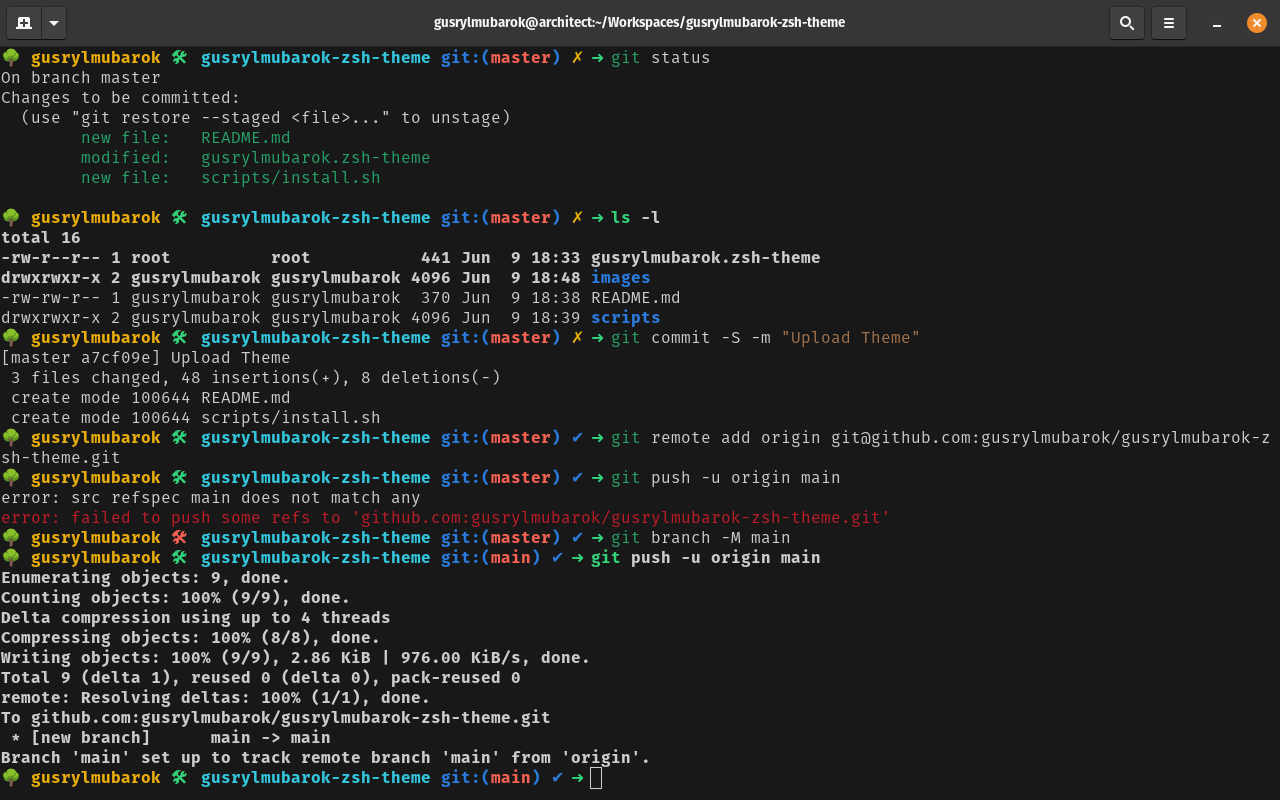 gusrylmubarok@architect:~/Workspaces/gusrylmubarok-zsh-theme
🌳 gusrylmubarok 🛠 gusrylmubarok-zsh-theme git:(master) ✗ ➜ git status
On branch master
Changes to be committed:
  (use "git restore --staged <file>..." to unstage)
        new file:   README.md
        modified:   gusrylmubarok.zsh-theme
        new file:   scripts/install.sh
🌳 gusrylmubarok 🛠 gusrylmubarok-zsh-theme git:(master) ✗ ➜ ls -l
total 16
-rw-r--r-- 1 root          root           441 Jun  9 18:33 gusrylmubarok.zsh-theme
drwxrwxr-x 2 gusrylmubarok gusrylmubarok 4096 Jun  9 18:48 images
-rw-rw-r-- 1 gusrylmubarok gusrylmubarok  370 Jun  9 18:38 README.md
drwxrwxr-x 2 gusrylmubarok gusrylmubarok 4096 Jun  9 18:39 scripts
🌳 gusrylmubarok 🛠 gusrylmubarok-zsh-theme git:(master) ✗ ➜ git commit -S -m "Upload Theme"
[master a7cf09e] Upload Theme
 3 files changed, 48 insertions(+), 8 deletions(-)
 create mode 100644 README.md
 create mode 100644 scripts/install.sh
🌳 gusrylmubarok 🛠 gusrylmubarok-zsh-theme git:(master) ✔ ➜ git remote add origin git@github.com:gusrylmubarok/gusrylmubarok-z
sh-theme.git
🌳 gusrylmubarok 🛠 gusrylmubarok-zsh-theme git:(master) ✔ ➜ git push -u origin main
error: src refspec main does not match any
error: failed to push some refs to 'github.com:gusrylmubarok/gusrylmubarok-zsh-theme.git'
🌳 gusrylmubarok 🛠 gusrylmubarok-zsh-theme git:(master) ✔ ➜ git branch -M main
🌳 gusrylmubarok 🛠 gusrylmubarok-zsh-theme git:(main) ✔ ➜ git push -u origin main
Enumerating objects: 9, done.
Counting objects: 100% (9/9), done.
Delta compression using up to 4 threads
Compressing objects: 100% (8/8), done.
Writing objects: 100% (9/9), 2.86 KiB | 976.00 KiB/s, done.
Total 9 (delta 1), reused 0 (delta 0), pack-reused 0
remote: Resolving deltas: 100% (1/1), done.
To github.com:gusrylmubarok/gusrylmubarok-zsh-theme.git
 * [new branch]      main -> main
Branch 'main' set up to track remote branch 'main' from 'origin'.
🌳 gusrylmubarok 🛠 gusrylmubarok-zsh-theme git:(main) ✔ ➜